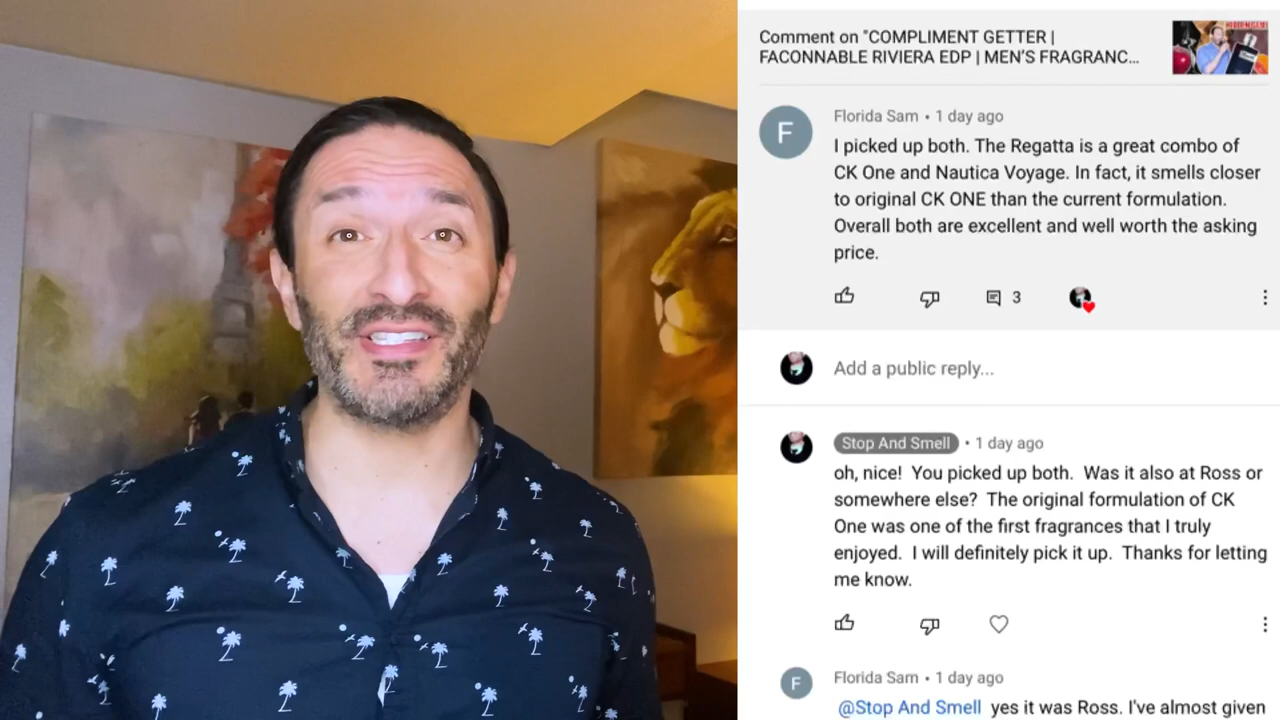 Comment on "COMPLIMENT GETTER |
FACONNABLE RIVIERA EDP | MEN'S FRAGRANC...
F
Florida Sam • 1 day ago
I picked up both. The Regatta is a great combo of
CK One and Nautica Voyage. In fact, it smells closer
to original CK ONE than the current formulation.
Overall both are excellent and well worth the asking
price.
3
Add a public reply...
Stop And Smell • 1 day ago
oh, nice! You picked up both. Was it also at Ross or
somewhere else? The original formulation of CK
One was one of the first fragrances that I truly
enjoyed. I will definitely pick it up. Thanks for letting
me know.
F
Florida Sam • 1 day ago
@Stop And Smell yes it was Ross. I've almost given